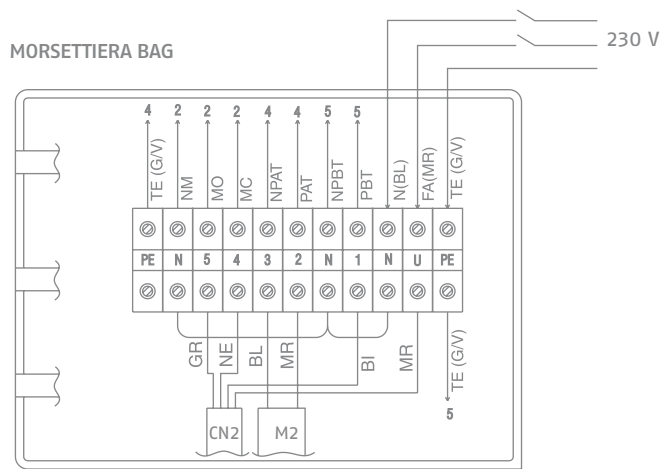 230 V
MORSETTIERA BAG
4 2 2 2 4 4 5 5
TE (G/V) NM MO MC NPAT PAT NPBT PBT N(BL) FA(MR) TE (G/V)
PE N 5 4 3 2 N 1 N U PE
GR NE BL MR BI MR TE (G/V)
5
CN2 M2